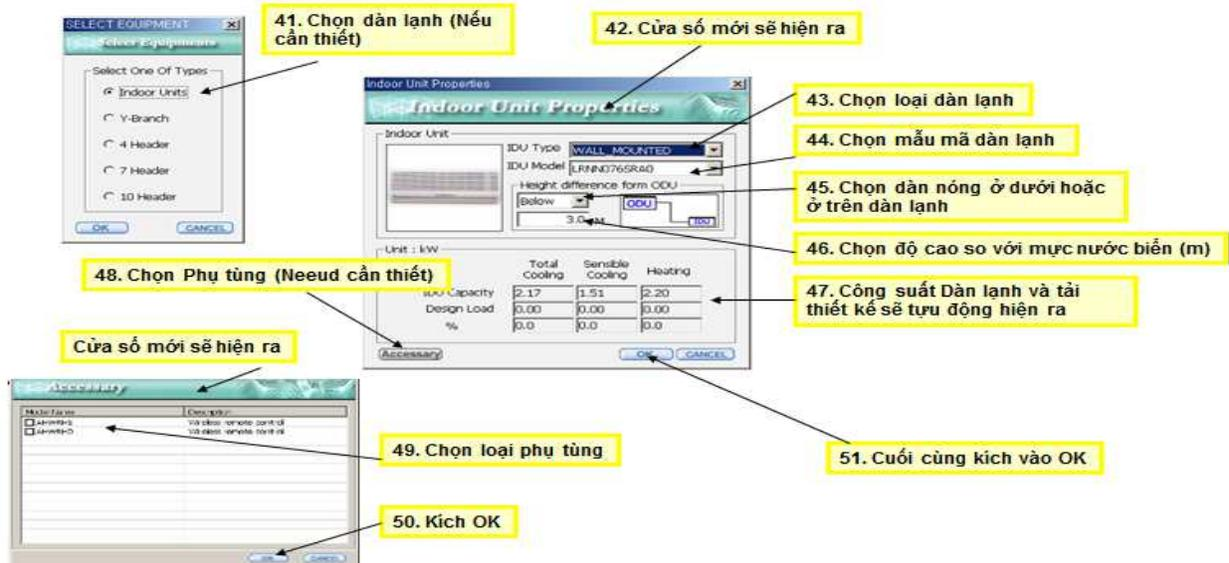 SELECT EQUIPMENT
Select Equipments
Select One Of Types
Indoor Units
Y-Branch
4 Header
7 Header
10 Header
OK
CANCEL
41. Chọn dàn lạnh (Nếu
cần thiết)
42. Cửa số mới sẽ hiện ra
Indoor Unit Properties
Indoor Unit Properties
Indoor Unit
IDU Type WALL_MOUNTED
IDU Model LRNN076SRA0
Height difference form ODU
Below
ODU
3.0 M
IDU
Unit : kW
Total
Cooling
Sensible
Cooling
Heating
IDU Capacity 2.17 1.51 2.20
Design Load 0.00 0.00 0.00
% 0.0 0.0 0.0
Accessary
OK
CANCEL
43. Chọn loại dàn lạnh
44. Chọn mẫu mã dàn lạnh
45. Chọn dàn nóng ở dưới hoặc
ở trên dàn lạnh
46. Chọn độ cao so với mực nước biến (m)
47. Công suất Dàn lạnh và tải
thiết kế sẽ tựu động hiện ra
48. Chọn Phụ tùng (Neeud cần thiết)
Cửa số mới sẽ hiện ra
Accessary
Model Name
Description
Wireless remote control
Wireless remote control
OK
CANCEL
49. Chọn loại phụ tùng
50. Kích OK
51. Cuối cùng kích vào OK